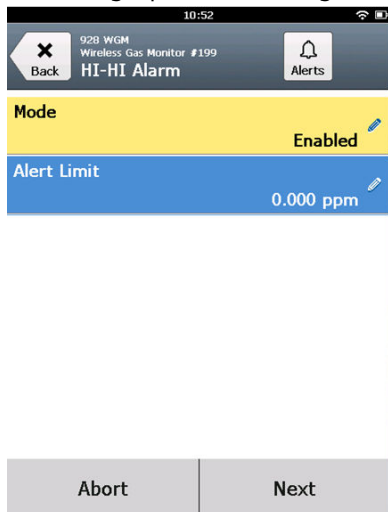 10:52
928 WGM
Wireless Gas Monitor #199
HI-HI Alarm
Back
Alerts
Mode
Enabled
Alert Limit
0.000 ppm
Abort
Next